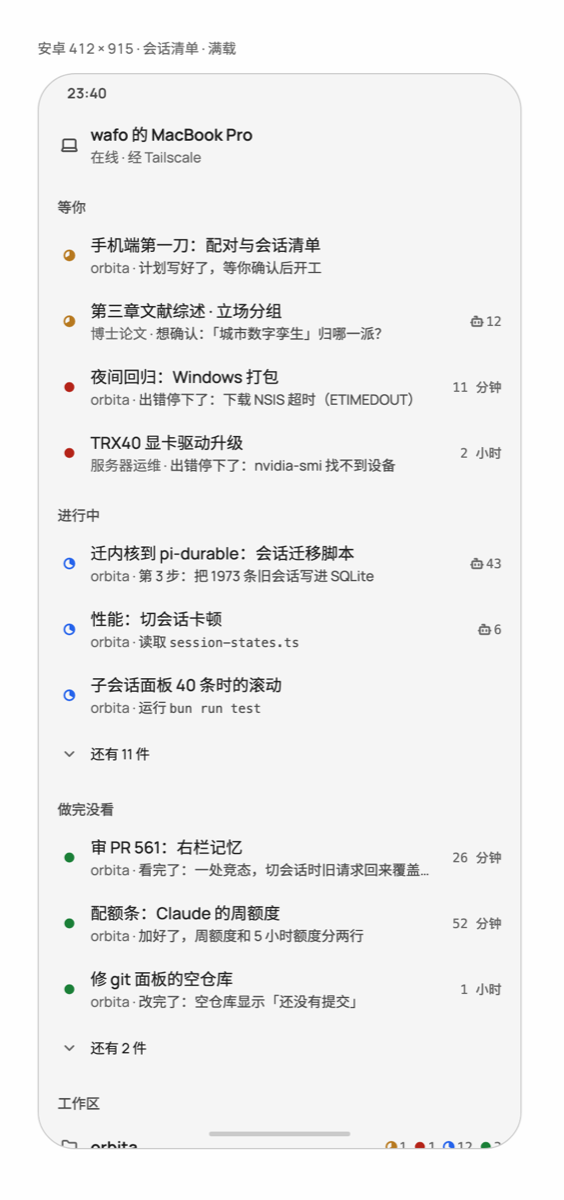 安卓 412 × 915 · 会话清单 · 满载
23:40
wafo 的 MacBook Pro
在线 · 经 Tailscale
等你
手机端第一刀：配对与会话清单
orbita · 计划写好了，等你确认后开工
第三章文献综述 · 立场分组
12
博士论文 · 想确认：「城市数字孪生」归哪一派？
夜间回归：Windows 打包
11 分钟
orbita · 出错停下了：下载 NSIS 超时（ETIMEDOUT）
TRX40 显卡驱动升级
2 小时
服务器运维 · 出错停下了：nvidia-smi 找不到设备
进行中
迁内核到 pi-durable：会话迁移脚本
43
orbita · 第 3 步：把 1973 条旧会话写进 SQLite
性能：切会话卡顿
6
orbita · 读取 session-states.ts
子会话面板 40 条时的滚动
orbita · 运行 bun run test
还有 11 件
做完没看
审 PR 561：右栏记忆
26 分钟
orbita · 看完了：一处竞态，切会话时旧请求回来覆盖…
配额条：Claude 的周额度
52 分钟
orbita · 加好了，周额度和 5 小时额度分两行
修 git 面板的空仓库
1 小时
orbita · 改完了：空仓库显示「还没有提交」
还有 2 件
工作区
orbita
1 1 12